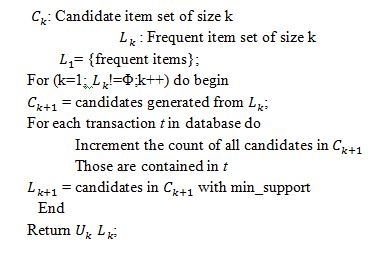 C_k: Candidate item set of size k
L_k : Frequent item set of size k
L_1= {frequent items};
For (k=1; L_k!=Φ;k++) do begin
C_{k+1} = candidates generated from L_k;
For each transaction t in database do
Increment the count of all candidates in C_{k+1}
Those are contained in t
L_{k+1} = candidates in C_{k+1} with min_support
End
Return U_k L_k;